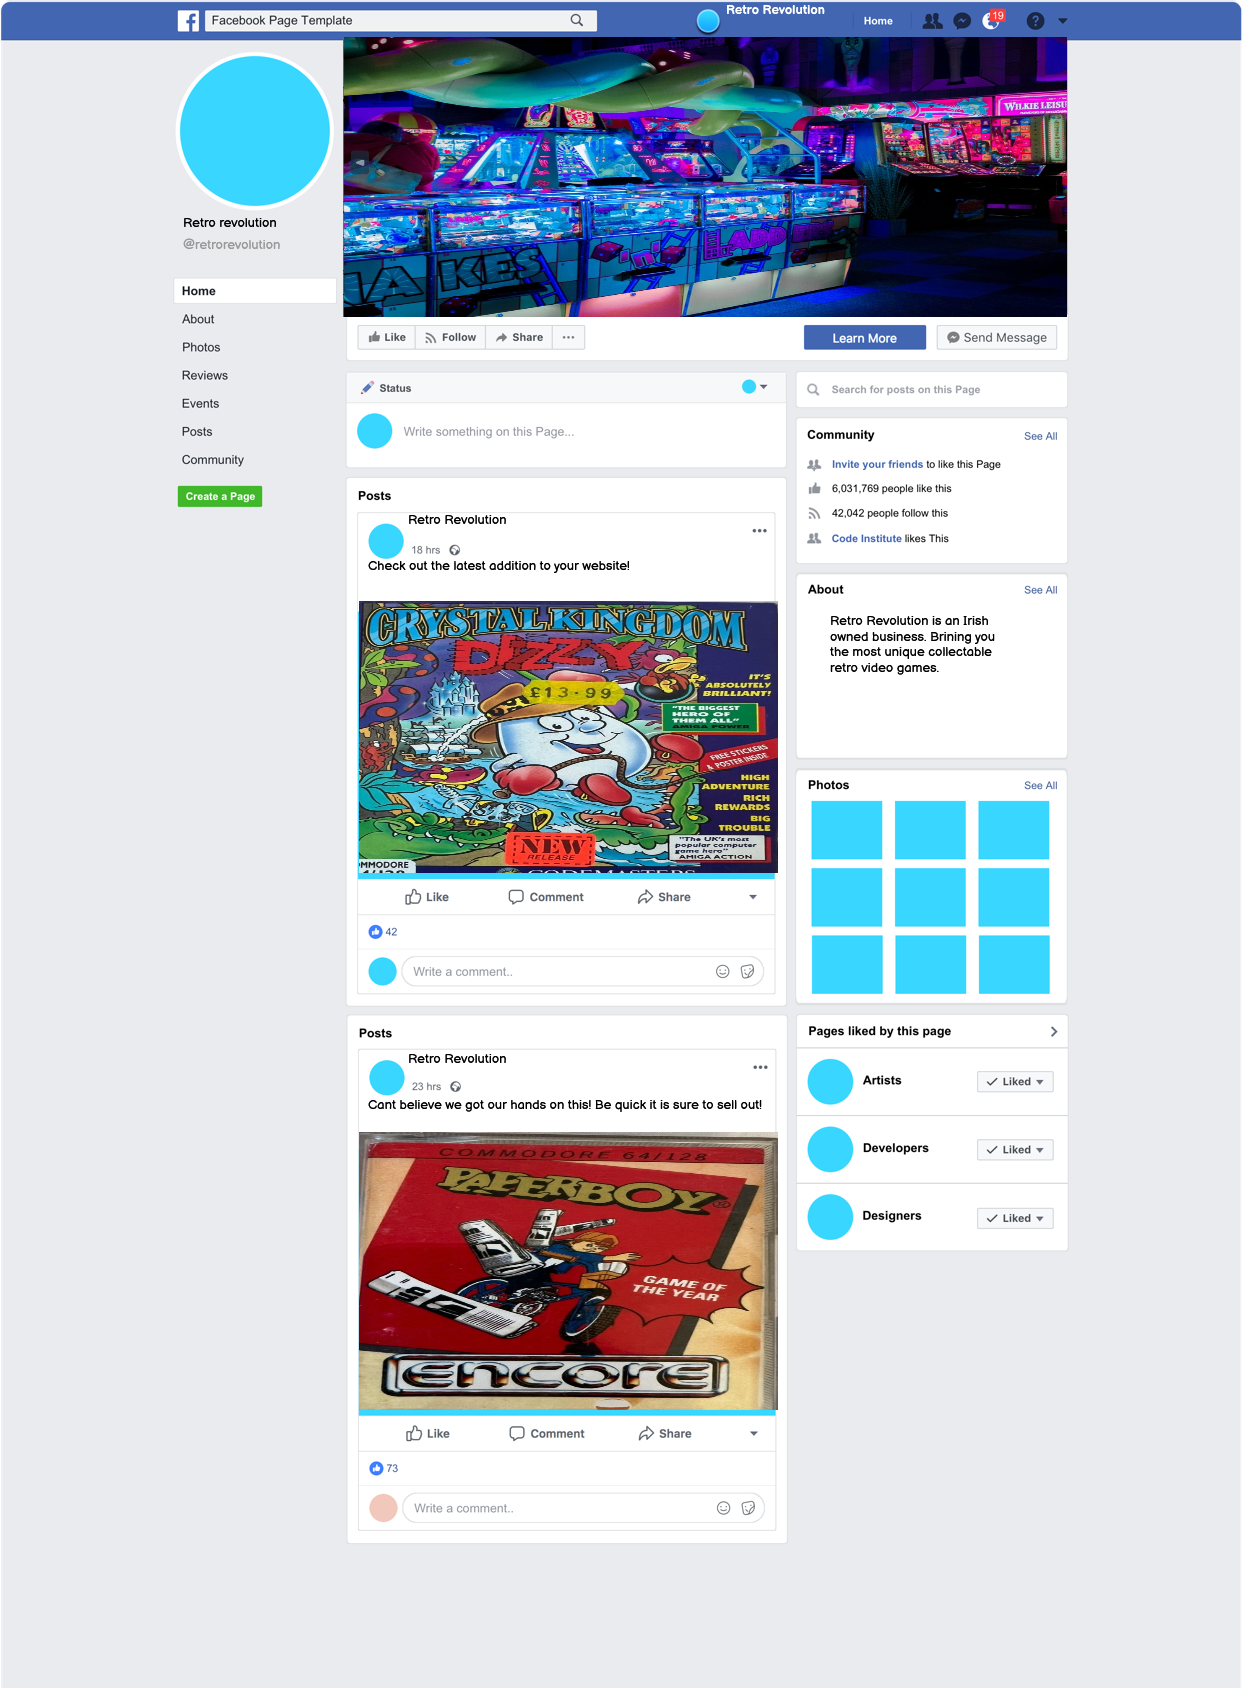 Facebook Page Template
Retro Revolution
Home
19
Retro revolution
@retrorevolution
Home
About
Photos
Reviews
Events
Posts
Community
Create a Page
WILKIE LEISU
AKES
'n'
LADD
Like
Follow
Share
Learn More
Send Message
Status
Write something on this Page...
Posts
Retro Revolution
18 hrs
Check out the latest addition to your website!
CRYSTAL KINGDOM
DIZZY
£13.99
IT'S
ABSOLUTELY
BRILLIANT!
"THE BIGGEST
HERO OF
THEM ALL"
AMIGA POWER
FREE STICKERS
& POSTER INSIDE
HIGH
ADVENTURE
RICH
REWARDS
BIG
TROUBLE
NEW
RELEASE
"The UK's most
popular computer
game hero"
AMIGA ACTION
MMODORE
CODEMASTERS
Like
Comment
Share
42
Write a comment..
Posts
Retro Revolution
23 hrs
Cant believe we got our hands on this! Be quick it is sure to sell out!
COMMODORE 64/128
PAPERBOY
GAME OF
THE YEAR
ENCORE
Like
Comment
Share
73
Write a comment..
Search for posts on this Page
Community
See All
Invite your friends to like this Page
6,031,769 people like this
42,042 people follow this
Code Institute likes This
About
See All
Retro Revolution is an Irish
owned business. Brining you
the most unique collectable
retro video games.
Photos
See All
Pages liked by this page
Artists
Liked
Developers
Liked
Designers
Liked